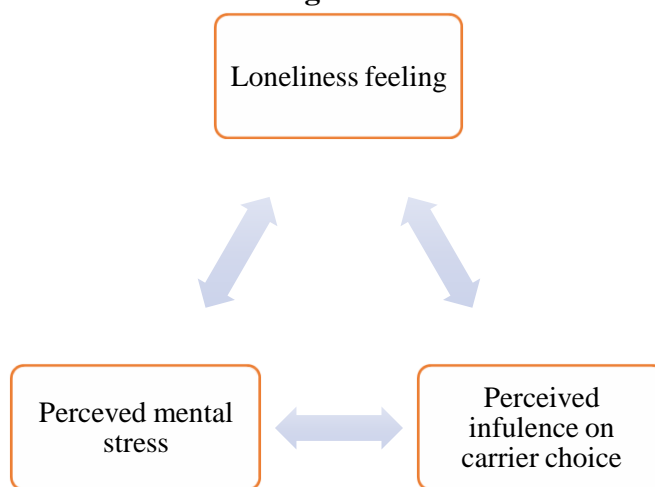 Loneliness feeling
Perceved mental
stress
Perceived
infulence on
carrier choice